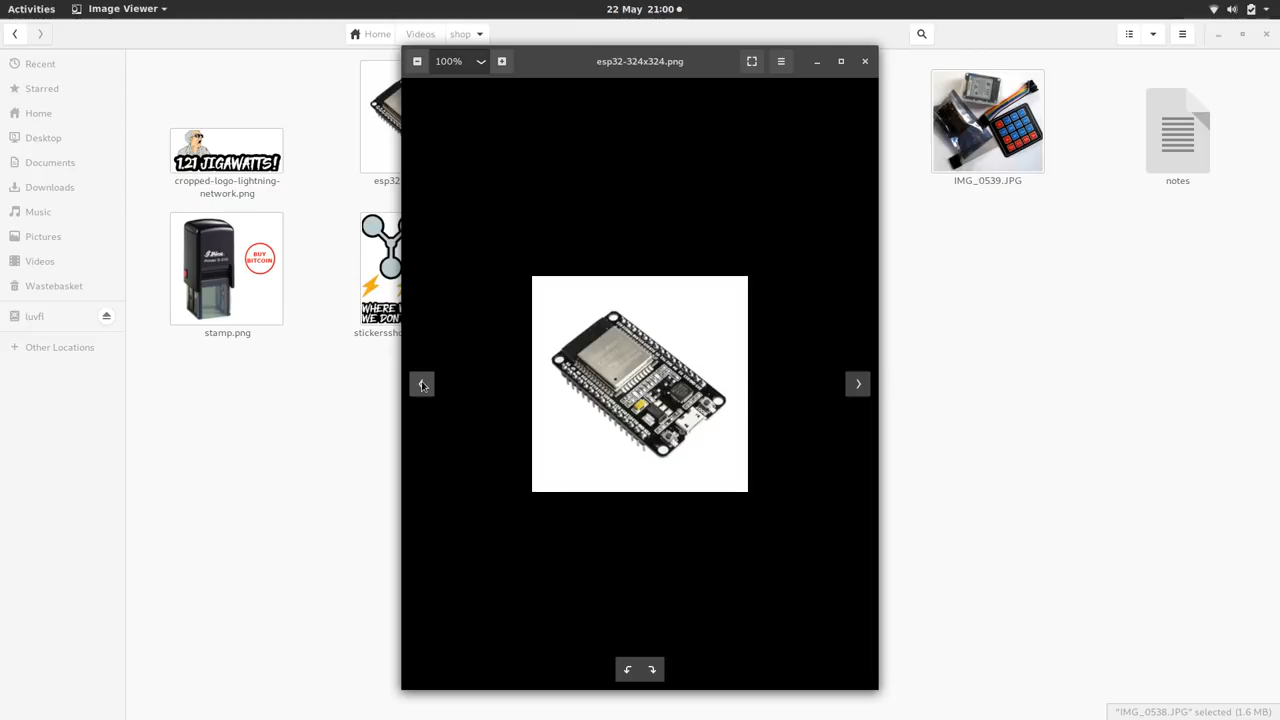 Activities
Image Viewer
22 May 21:00
Home
Videos
shop
Recent
Starred
Home
Desktop
Documents
Downloads
Music
Pictures
Videos
Wastebasket
luvfl
Other Locations
100%
esp32-324x324.png
1.21 JIGAWATTS!
cropped-logo-lightning-
network.png
esp32
IMG_0539.JPG
notes
Shiny
BUY
BITCOIN
stamp.png
WHERE
WE DON
stickerssho
"IMG_0538.JPG" selected (1.6 MB)